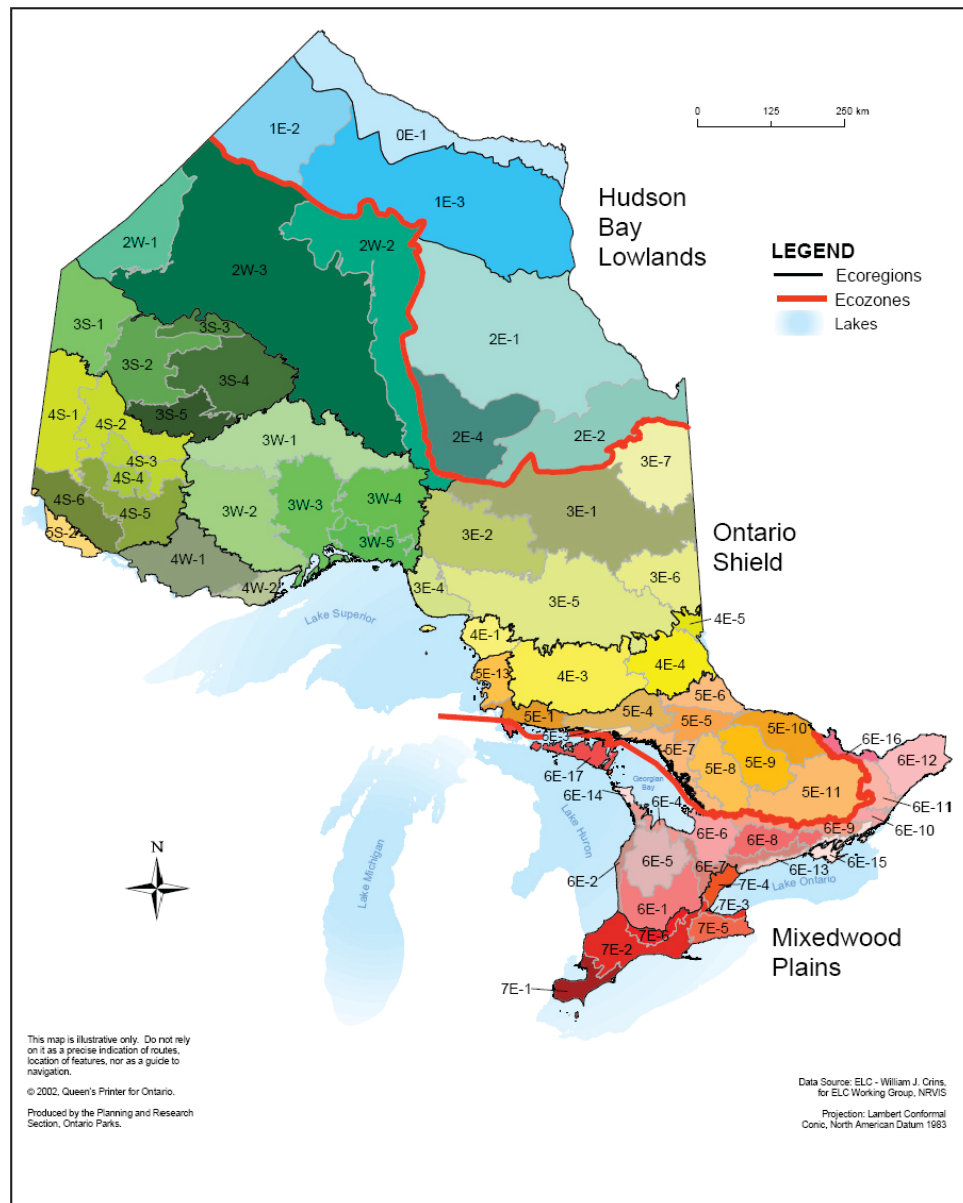 0 125 250 km
1E-2
0E-1
1E-3
Hudson
Bay
Lowlands
LEGEND
Ecoregions
Ecozones
Lakes
2W-1
2W-2
2W-3
3S-1
3S-3
3S-2
3S-4
2E-1
4S-1
3S-5
4S-2
2E-4
2E-2
3W-1
4S-3
4S-4
3E-7
4S-6
4S-5
3W-3
3W-4
3E-1
3W-2
5S-2
4W-1
3W-5
3E-2
Ontario
Shield
4W-2
3E-4
3E-6
3E-5
Lake Superior
4E-5
4E-1
4E-4
4E-3
5E-13
5E-6
5E-1
5E-4
5E-5
5E-10
5E-3
5E-7
6E-16
5E-8
5E-9
6E-12
6E-17
Georgian
Bay
5E-11
6E-14
6E-4
6E-11
6E-10
Lake Huron
6E-6
6E-9
6E-8
6E-5
6E-7
6E-13
6E-15
6E-2
7E-4
Lake Ontario
Lake Michigan
N
6E-1
7E-3
7E-6
7E-5
7E-2
Mixedwood
Plains
7E-1
This map is illustrative only. Do not rely
on it as a precise indication of routes,
location of features, nor as a guide to
navigation.
© 2002, Queen's Printer for Ontario.
Produced by the Planning and Research
Section, Ontario Parks.
Data Source: ELC - William J. Crins,
for ELC Working Group, NRVIS
Projection: Lambert Conformal
Conic, North American Datum 1983